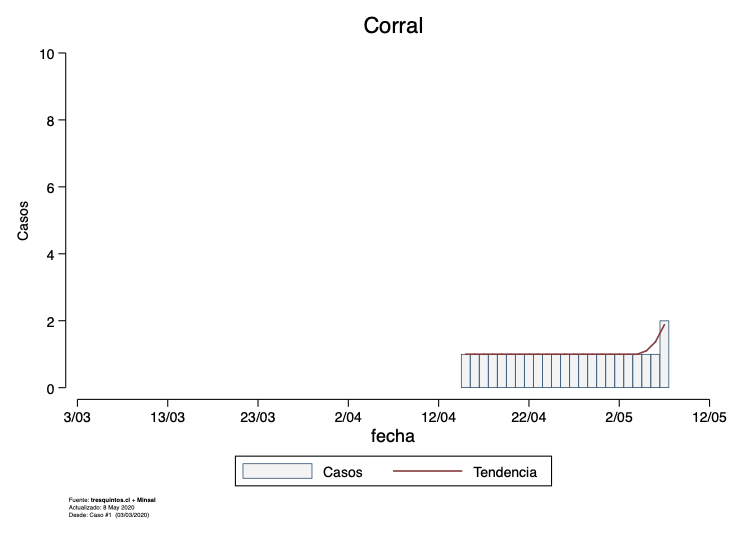 Corral
10
8
6
4
2
0
Casos
3/03 13/03 23/03 2/04 12/04 22/04 2/05 12/05
fecha
Casos Tendencia
Fuente: tresquintos.cl + Minsal
Actualizado: 8 May 2020
Desde: Caso #1 (03/03/2020)